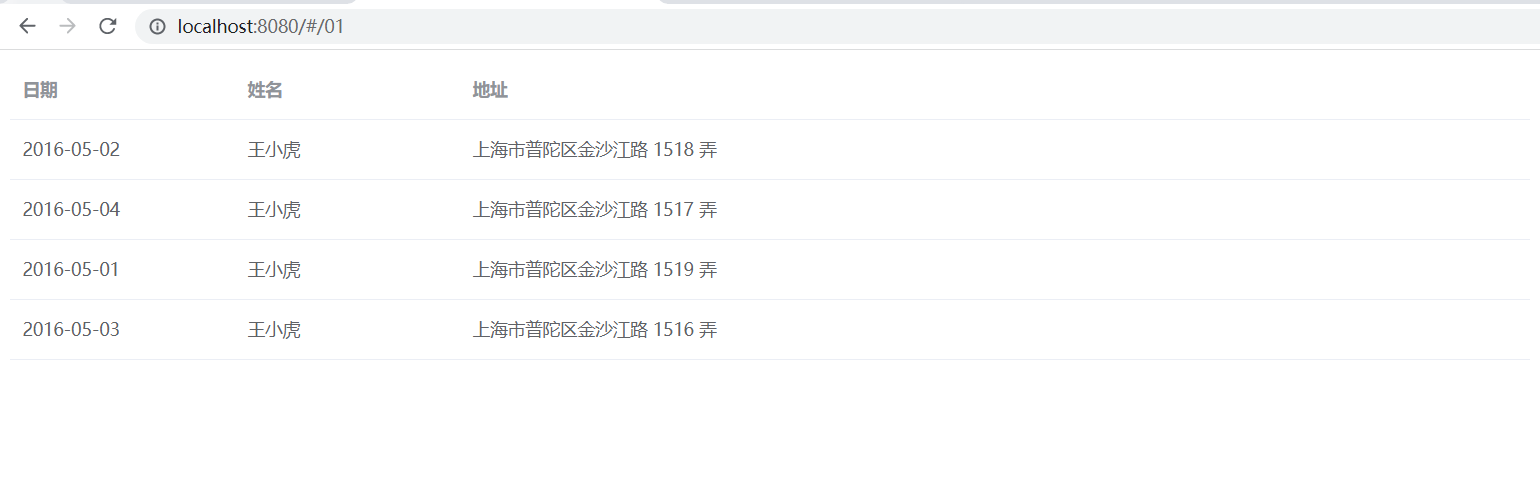 localhost:8080/#/01
日期 姓名 地址
2016-05-02 王小虎 上海市普陀区金沙江路 1518 弄
2016-05-04 王小虎 上海市普陀区金沙江路 1517 弄
2016-05-01 王小虎 上海市普陀区金沙江路 1519 弄
2016-05-03 王小虎 上海市普陀区金沙江路 1516 弄